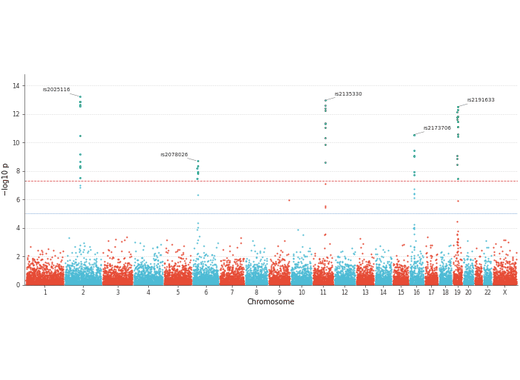 14
12
10
8
6
4
2
0
−log10 p
rs2025116
rs2078026
rs2135330
rs2173706
rs2191633
1 2 3 4 5 6 7 8 9 10 11 12 13 14 15 16 17 18 19 20 22 X
Chromosome